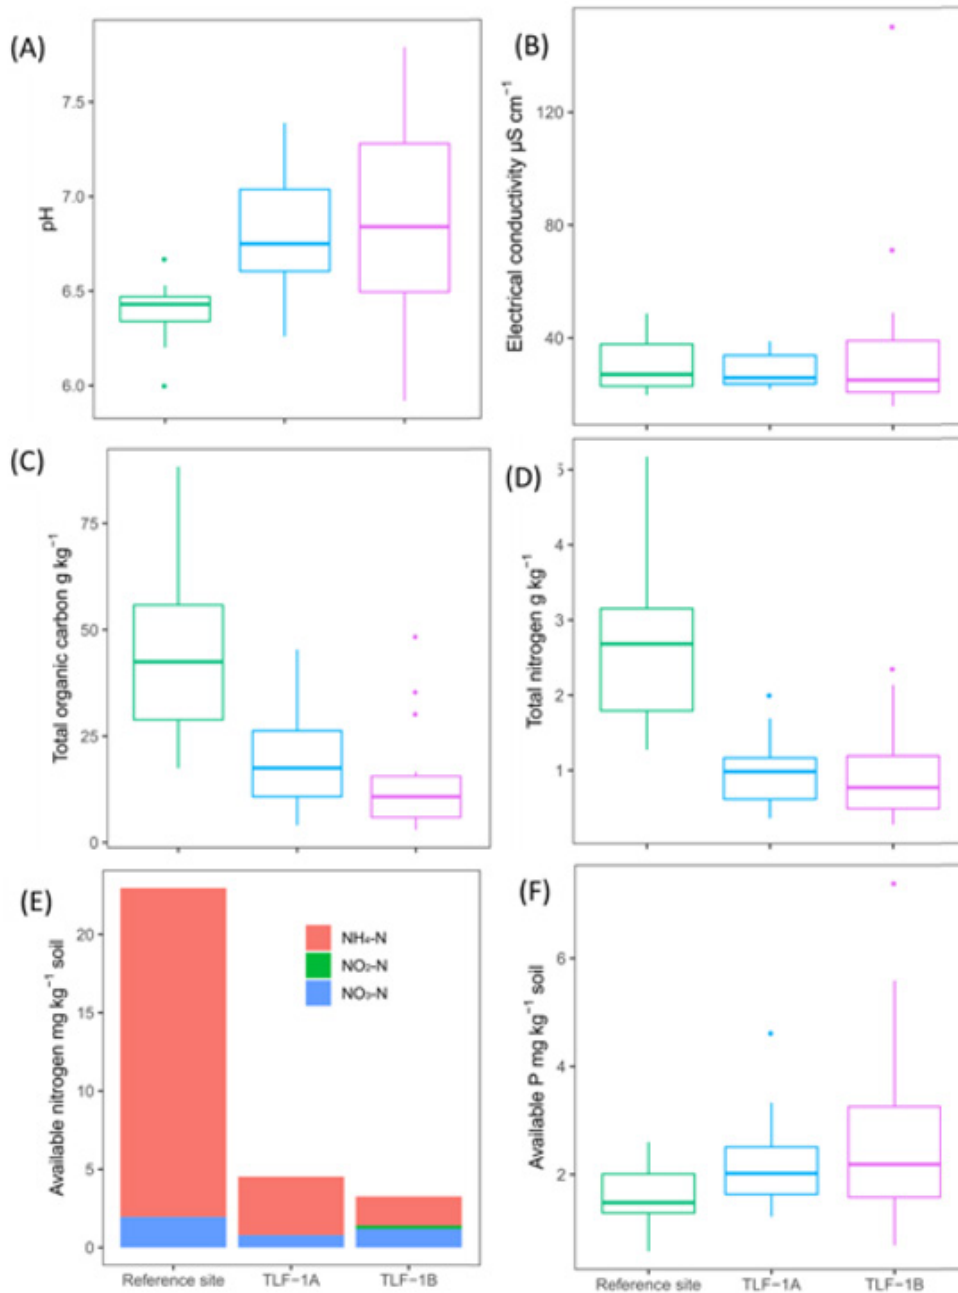 (A)
pH
7.5
7.0
6.5
6.0
(B)
Electrical conductivity µS cm⁻¹
120
80
40
(C)
Total organic carbon g kg⁻¹
75
50
25
0
(D)
Total nitrogen g kg⁻¹
5
4
3
2
1
(E)
Available nitrogen mg kg⁻¹ soil
20
15
10
5
0
NH₄-N
NO₂-N
NO₃-N
Reference site
TLF-1A
TLF-1B
(F)
Available P mg kg⁻¹ soil
6
4
2
Reference site
TLF-1A
TLF-1B